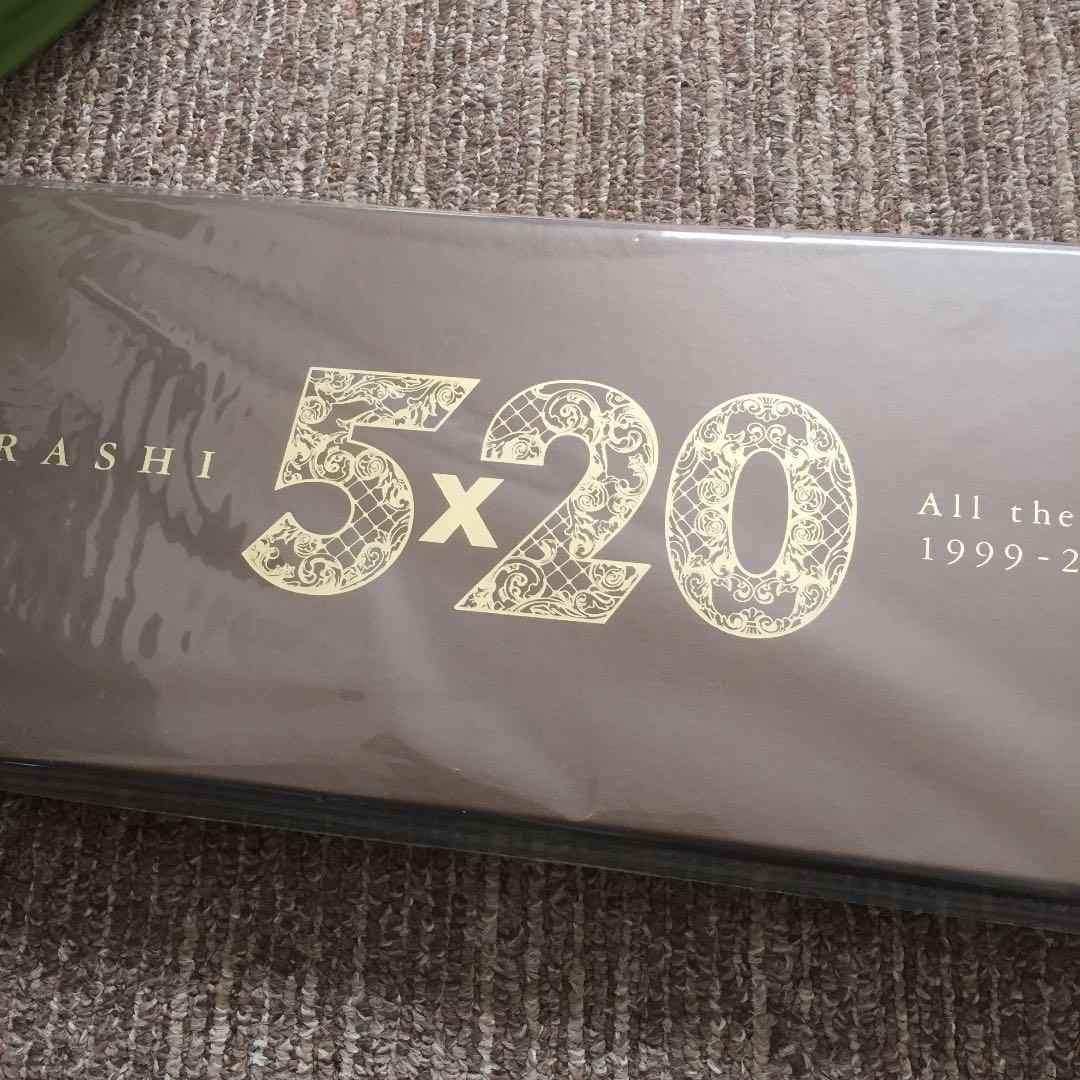 RASHI
5x20
All the
1999-2